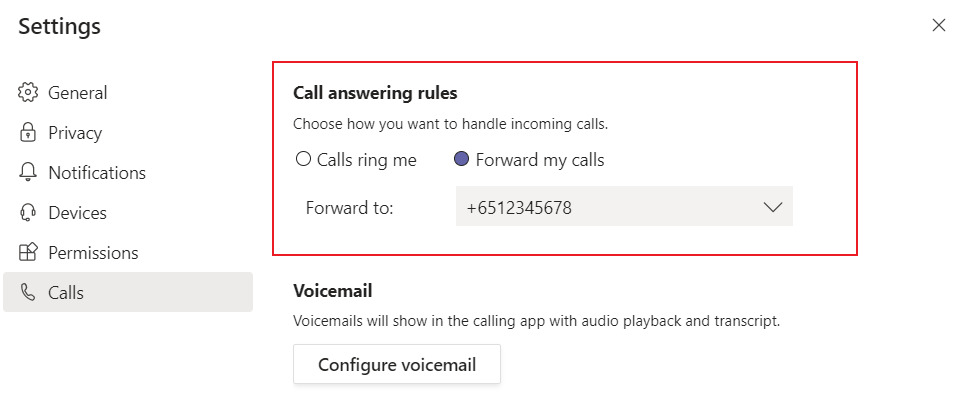 Settings
General
Privacy
Notifications
Devices
Permissions
Calls
Call answering rules
Choose how you want to handle incoming calls.
Calls ring me Forward my calls
Forward to: +6512345678
Voicemail
Voicemails will show in the calling app with audio playback and transcript.
Configure voicemail